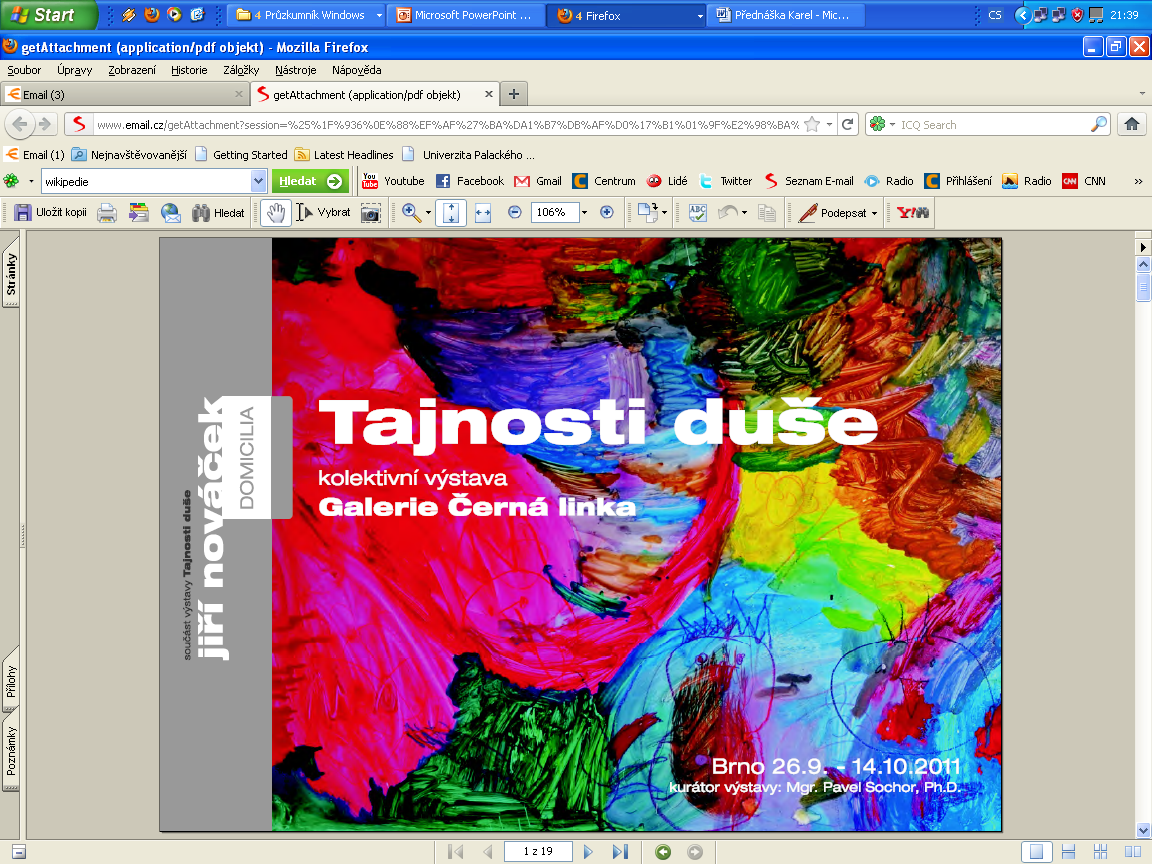 Start
4 Průzkumník Windows
Microsoft PowerPoint ...
4 Firefox
Přednáška Karel - Mic...
CS
21:39
getAttachment (application/pdf objekt) - Mozilla Firefox
Soubor Úpravy Zobrazení Historie Záložky Nástroje Nápověda
Email (3)
getAttachment (application/pdf objekt)
www.email.cz/getAttachment?session=%25%1F%936%0E%88%EF%AF%27%BA%DA1%B7%DB%AF%D0%17%B1%01%9F%E2%98%BA%
ICQ Search
Email (1) Nejnavštěvovanější Getting Started Latest Headlines Univerzita Palackého ...
wikipedie Hledat Youtube Facebook Gmail Centrum Lidé Twitter Seznam E-mail Radio Přihlášení Radio CNN »
Uložit kopii Hledat Vybrat 106% Podepsat
Stránky
Přílohy
Poznámky
součást výstavy Tajnosti duše
jiří nováček
DOMICILIA
Tajnosti duše
kolektivní výstava
Galerie Černá linka
Brno 26.9. - 14.10.2011
kurátor výstavy: Mgr. Pavel Sochor, Ph.D.
1 z 19